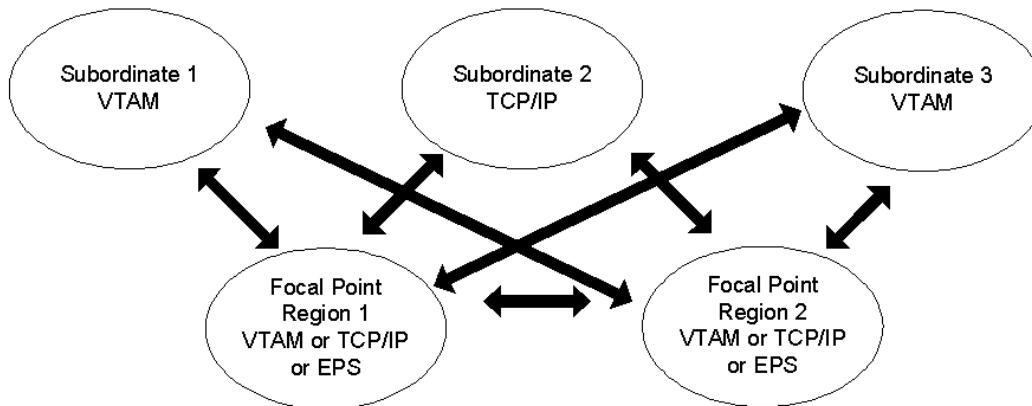 Subordinate 1
VTAM
Subordinate 2
TCP/IP
Subordinate 3
VTAM
Focal Point
Region 1
VTAM or TCP/IP
or EPS
Focal Point
Region 2
VTAM or TCP/IP
or EPS